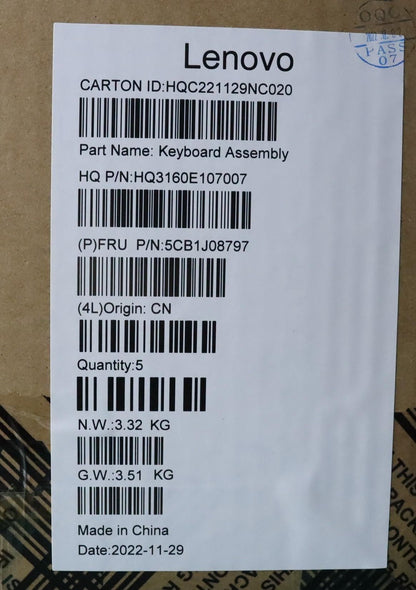 Lenovo
CARTON ID:HQC221129NC020
Part Name: Keyboard Assembly
HQ P/N:HQ3160E107007
(P)FRU P/N:5CB1J08797
(4L)Origin: CN
Quantity:5
N.W.:3.32 KG
G.W.:3.51 KG
Made in China
Date:2022-11-29
PASS
07